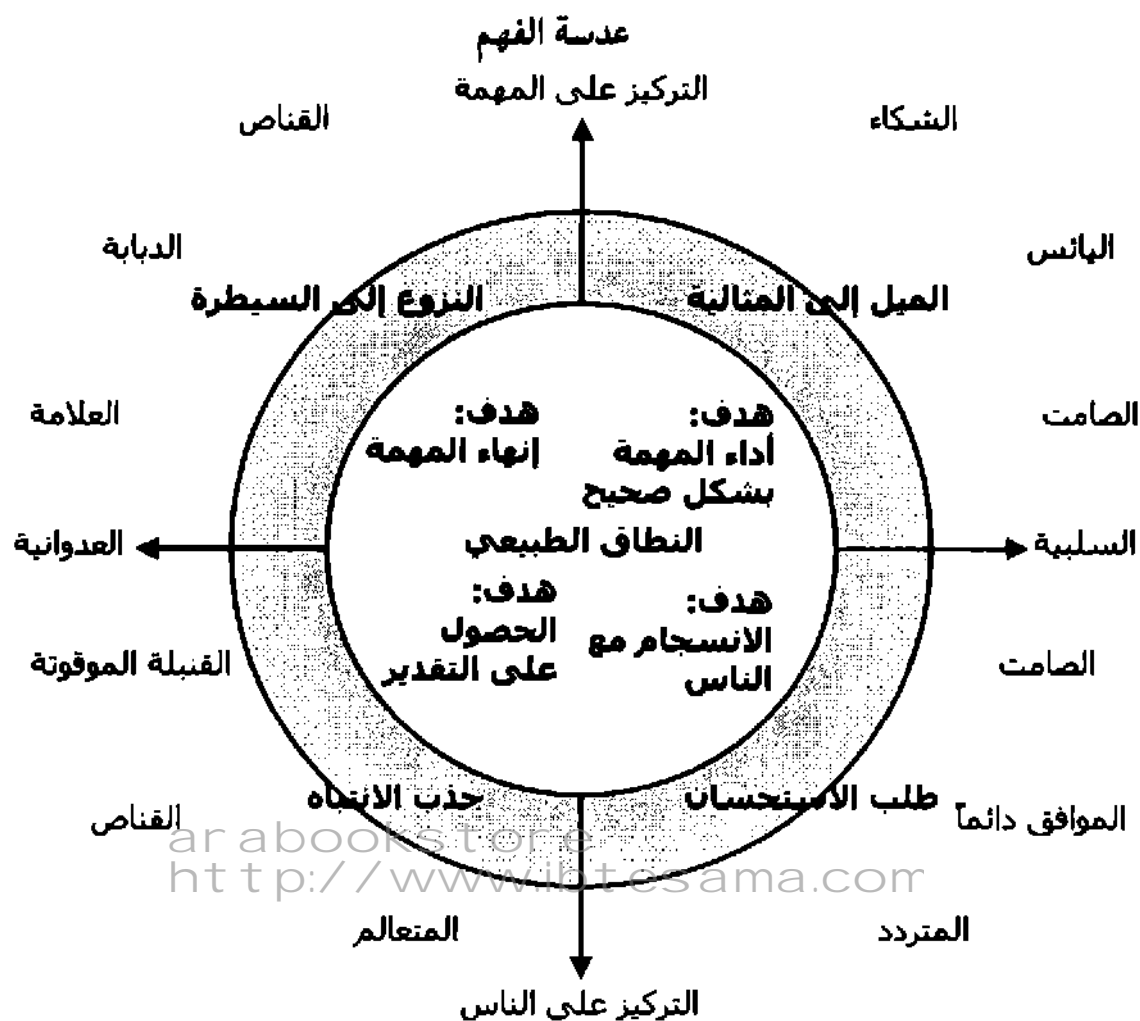 عدسة الفهم
التركيز على المهمة
الشكاء
القناص
اليائس
الدبابة
الميل إلى المثالية
النزوع إلى السيطرة
الصامت
العلامة
هدف:
أداء المهمة
بشكل صحيح
هدف:
إنهاء المهمة
النطاق الطبيعي
السلبية
العدوانية
هدف:
الانسجام مع
الناس
هدف:
الحصول
على التقدير
الصامت
القنبلة الموقوتة
طلب الاستحسان
جذب الانتباه
الموافق دائماً
القناص
arabookstore
http://www.ibtesama.com
المتردد
المتعالم
التركيز على الناس